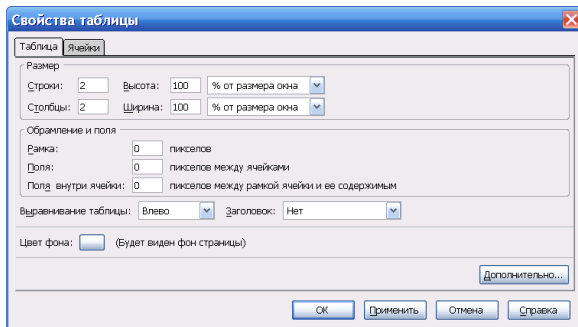 Свойства таблицы
Таблица Ячейки
Размер
Строки: 2 Высота: 100 % от размера окна
Столбцы: 2 Ширина: 100 % от размера окна
Обрамление и поля
Рамка: 0 пикселов
Поля: 0 пикселов между ячейками
Поля внутри ячейки: 0 пикселов между рамкой ячейки и ее содержимым
Выравнивание таблицы: Влево Заголовок: Нет
Цвет фона: (Будет виден фон страницы)
Дополнительно...
ОК Применить Отмена Справка